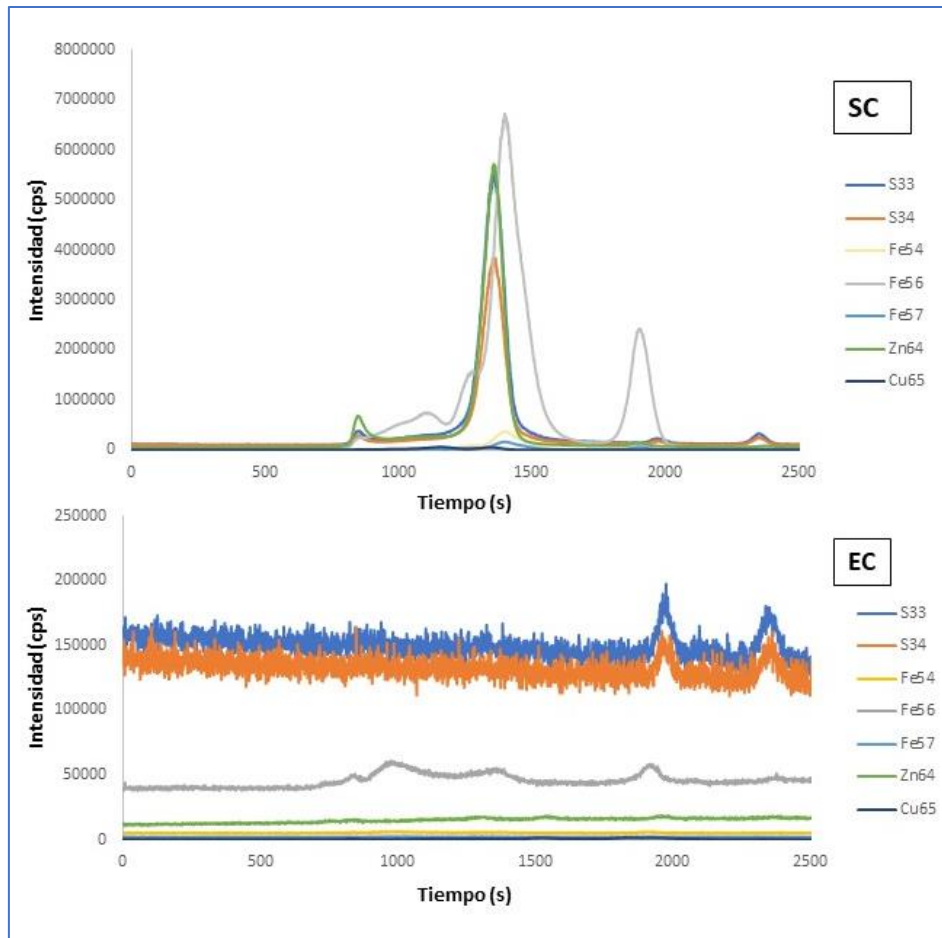 8000000
7000000
6000000
5000000
4000000
3000000
2000000
1000000
0
Intensidad (cps)
0 500 1000 1500 2000 2500
Tiempo (s)
SC
S33
S34
Fe54
Fe56
Fe57
Zn64
Cu65
250000
200000
150000
100000
50000
0
Intensidad (cps)
0 500 1000 1500 2000 2500
Tiempo (s)
EC
S33
S34
Fe54
Fe56
Fe57
Zn64
Cu65